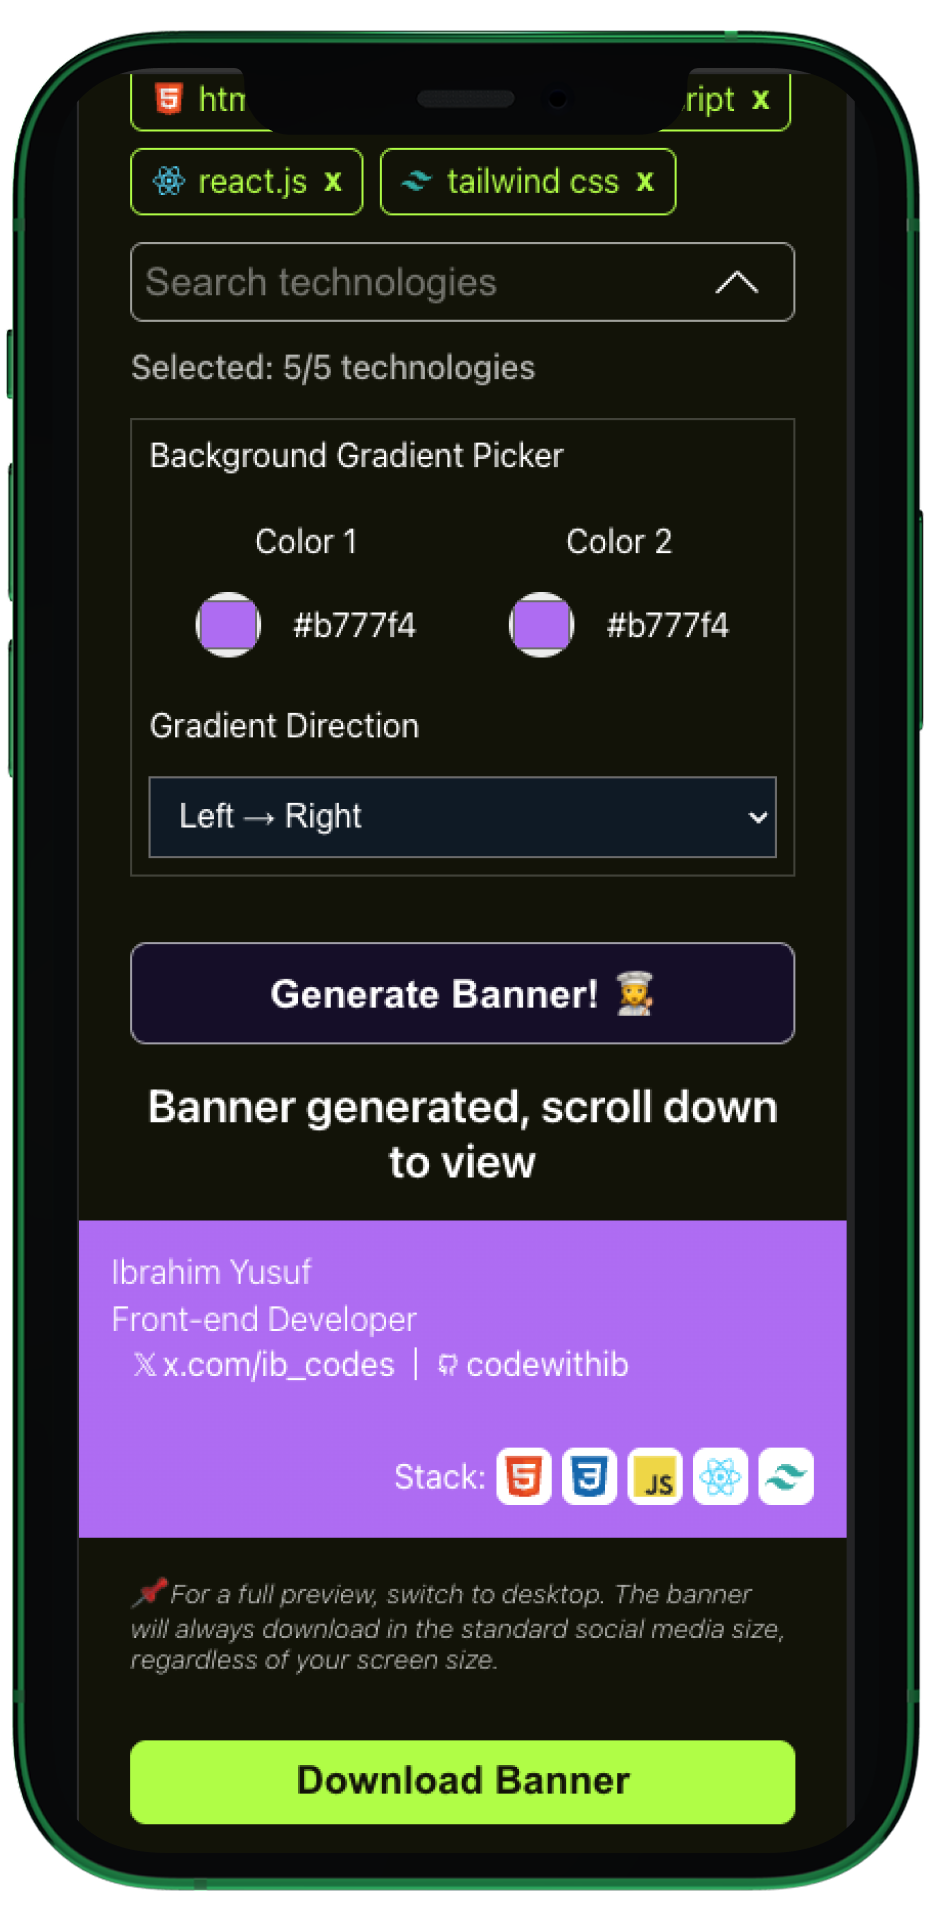 x
react.js x tailwind css x
Search technologies
Selected: 5/5 technologies
Background Gradient Picker
Color 1 Color 2
#b777f4 #b777f4
Gradient Direction
Left → Right
Generate Banner! 👩‍🍳
Banner generated, scroll down
to view
Ibrahim Yusuf
Front-end Developer
𝕏 x.com/ib_codes | codewithib
Stack: 5 3 JS
📌For a full preview, switch to desktop. The banner
will always download in the standard social media size,
regardless of your screen size.
Download Banner